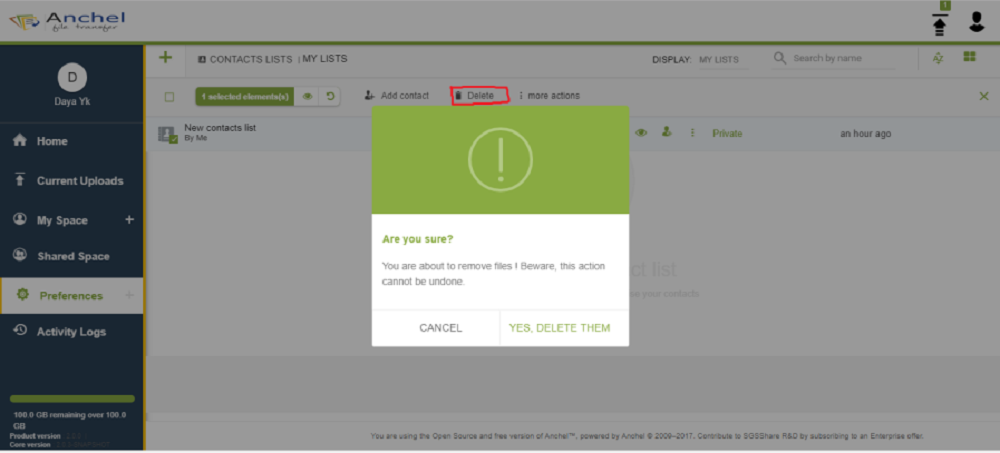 Anchel
file transfer
1
D
Daya Yk
Home
Current Uploads
My Space +
Shared Space
Preferences +
Activity Logs
100.0 GB remaining over 100.0
GB
Product version
Core version
+ CONTACTS LISTS | MY LISTS
DISPLAY: MY LISTS
Search by name
1 selected element(s)
Add contact
Delete
more actions
New contacts list
By Me
Private
an hour ago
Are you sure?
You are about to remove files ! Beware, this action
cannot be undone.
CANCEL
YES, DELETE THEM
ct list
your contacts
You are using the Open Source and free version of Anchel™, powered by Anchel © 2009–2017. Contribute to SGSShare R&D by subscribing to an Enterprise offer.